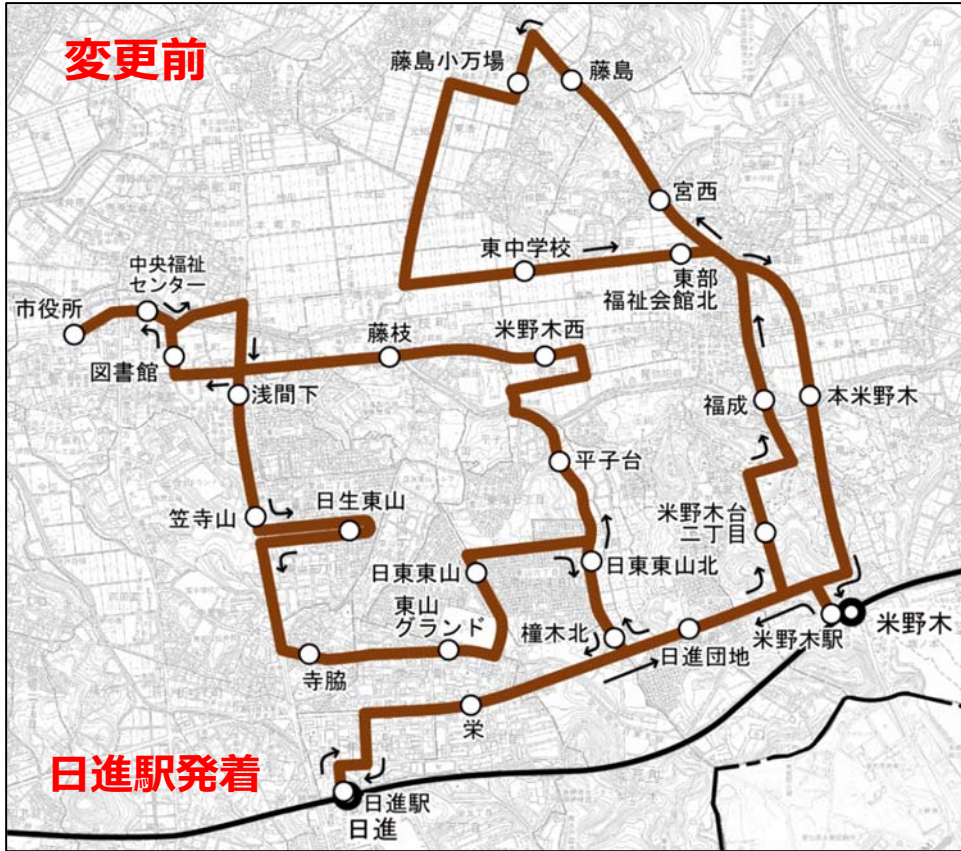 変更前
藤島小万場
藤島
宮西
東中学校
東部
福祉会館北
中央福祉
センター
市役所
図書館
藤枝
米野木西
浅間下
福成
本米野木
平子台
笠寺山
日生東山
米野木台
二丁目
日東東山
日東東山北
東山
グランド
橦木北
日進団地
米野木駅
米野木
寺脇
栄
日進駅発着
日進駅
日進